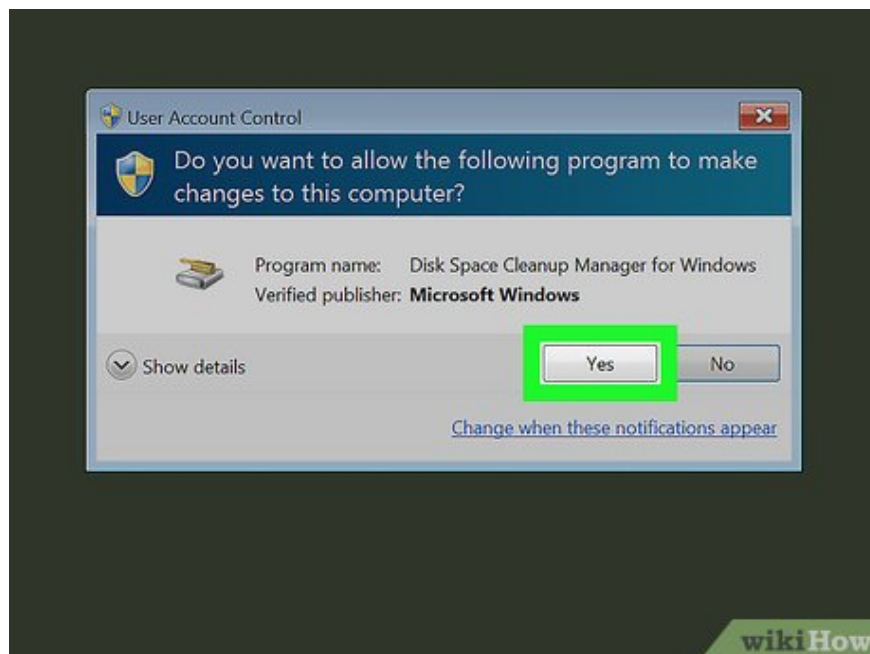 User Account Control
Do you want to allow the following program to make
changes to this computer?
Program name: Disk Space Cleanup Manager for Windows
Verified publisher: Microsoft Windows
Show details
Yes No
Change when these notifications appear
wikiHow